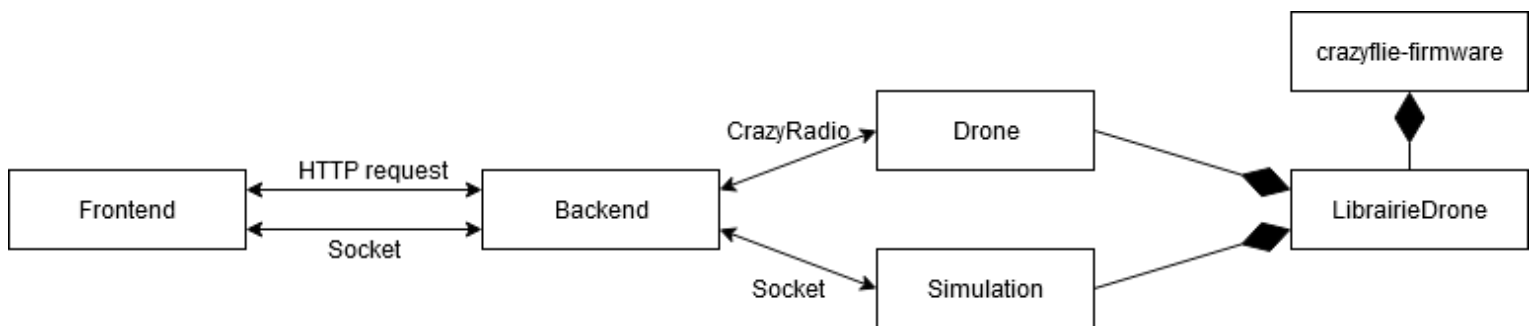 crazyflie-firmware
CrazyRadio
Drone
HTTP request
Frontend
Backend
LibrairieDrone
Socket
Socket
Simulation